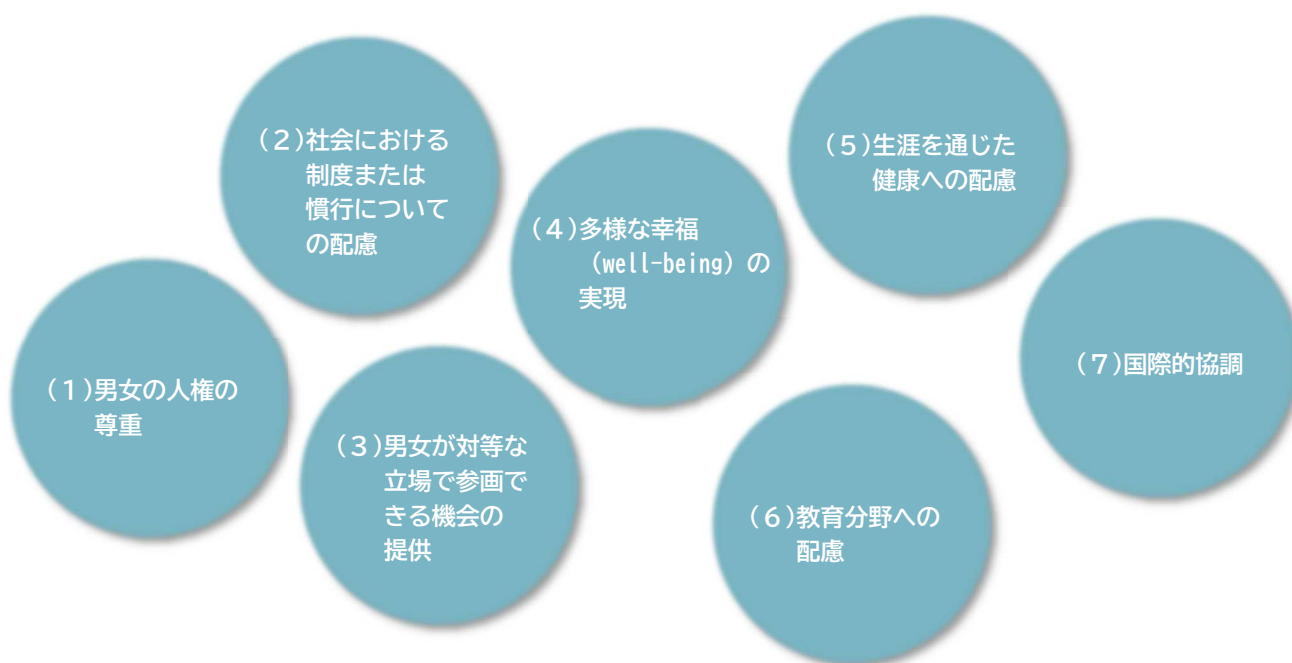 (1)男女の人権の
尊重
(2)社会における
制度または
慣行について
の配慮
(3)男女が対等な
立場で参画で
きる機会の
提供
(4)多様な幸福
(well-being)の
実現
(5)生涯を通じた
健康への配慮
(6)教育分野への
配慮
(7)国際的協調